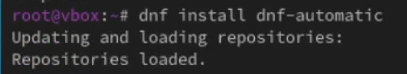 root@vbox:~# dnf install dnf-automatic
Updating and loading repositories:
Repositories loaded.